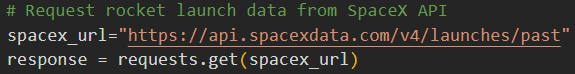 # Request rocket launch data from SpaceX API
spacex_url="https://api.spacexdata.com/v4/launches/past"
response = requests.get(spacex_url)